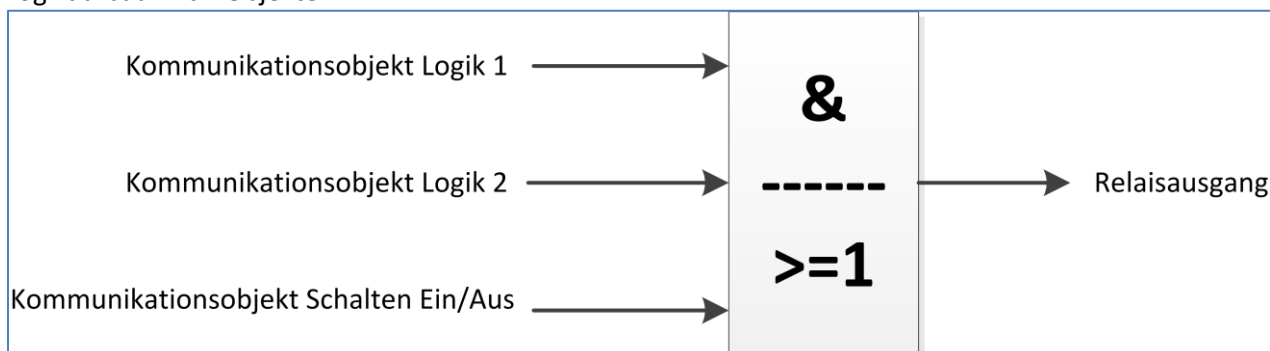 Kommunikationsobjekt Logik 1
&
Kommunikationsobjekt Logik 2
------
Relaisausgang
>=1
Kommunikationsobjekt Schalten Ein/Aus